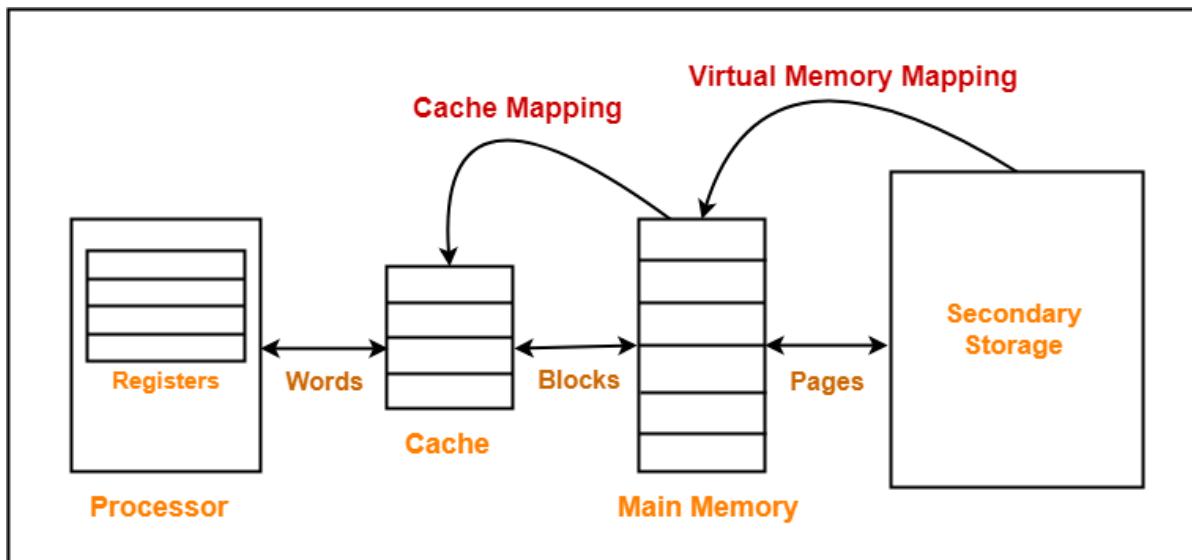 Virtual Memory Mapping
Cache Mapping
Secondary
Storage
Registers
Words
Blocks
Pages
Cache
Processor
Main Memory